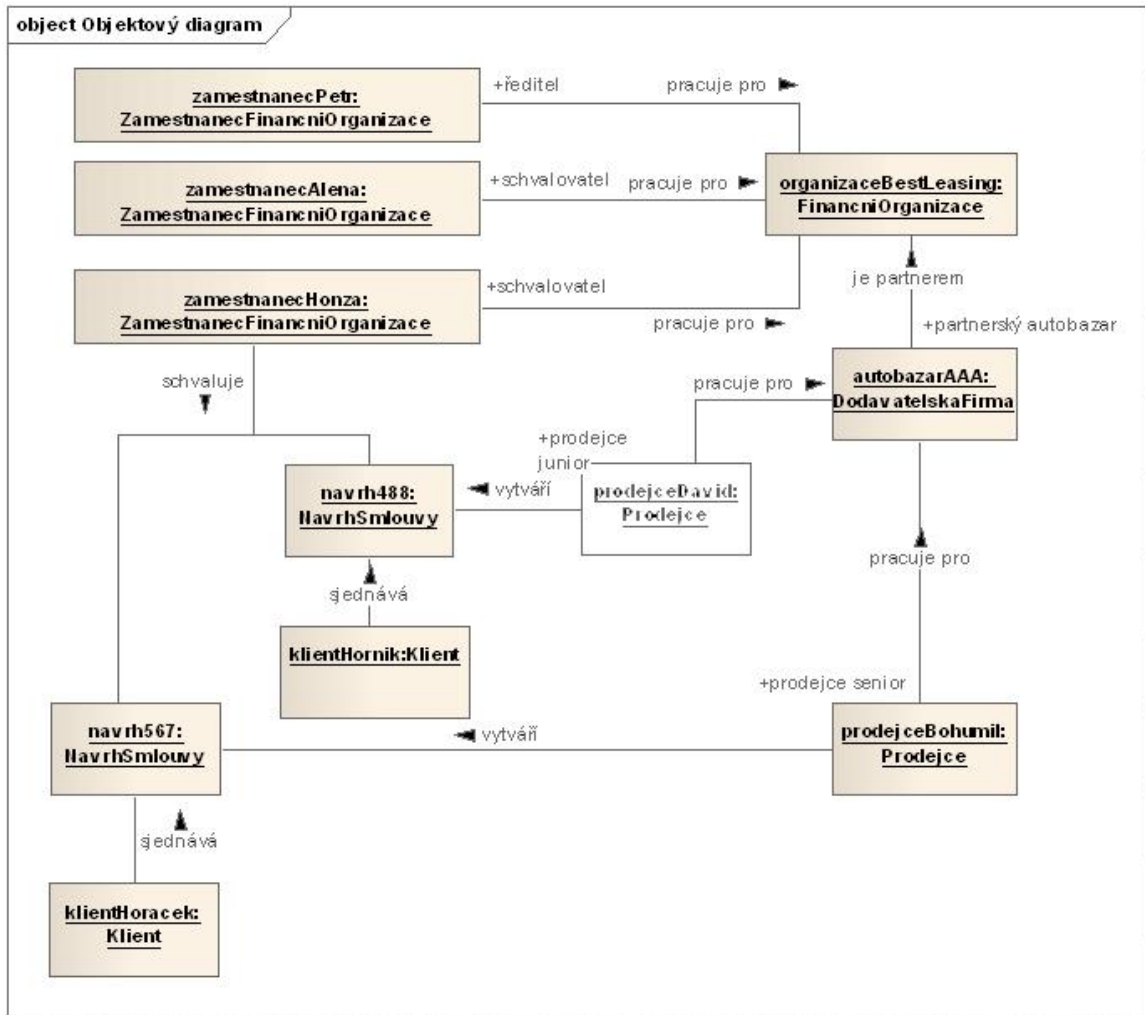 object Objektový diagram
zamestnanecPetr:
ZamestnanecFinancniOrganizace
+ředitel
pracuje pro
zamestnanecAlena:
ZamestnanecFinancniOrganizace
+schvalovatel
pracuje pro
organizaceBestLeasing:
FinancniOrganizace
zamestnanecHonza:
ZamestnanecFinancniOrganizace
+schvalovatel
pracuje pro
je partnerem
+partnerský autobazar
schvaluje
pracuje pro
autobazarAAA:
DodavatelskaFirma
+prodejce
junior
navrh488:
NavrhSmlouvy
vytváří
prodejceDavid:
Prodejce
pracuje pro
sjednává
klientHornik:Klient
+prodejce senior
navrh567:
NavrhSmlouvy
vytváří
prodejceBohumil:
Prodejce
sjednává
klientHoracek:
Klient